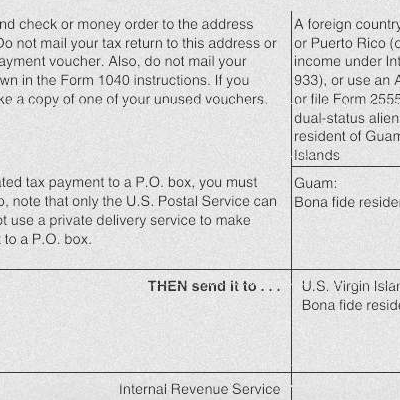 nd check or money order to the address
Do not mail your tax return to this address or
ayment voucher. Also, do not mail your
wn in the Form 1040 instructions. If you
ke a copy of one of your unused vouchers.
ated tax payment to a P.O. box, you must
o, note that only the U.S. Postal Service can
ot use a private delivery service to make
to a P.O. box.
THEN send it to . . .
Internal Revenue Service
A foreign country
or Puerto Rico (o
income under Int
933), or use an A
or file Form 2555
dual-status alien
resident of Guam
Islands
Guam:
Bona fide reside
U.S. Virgin Islan
Bona fide reside